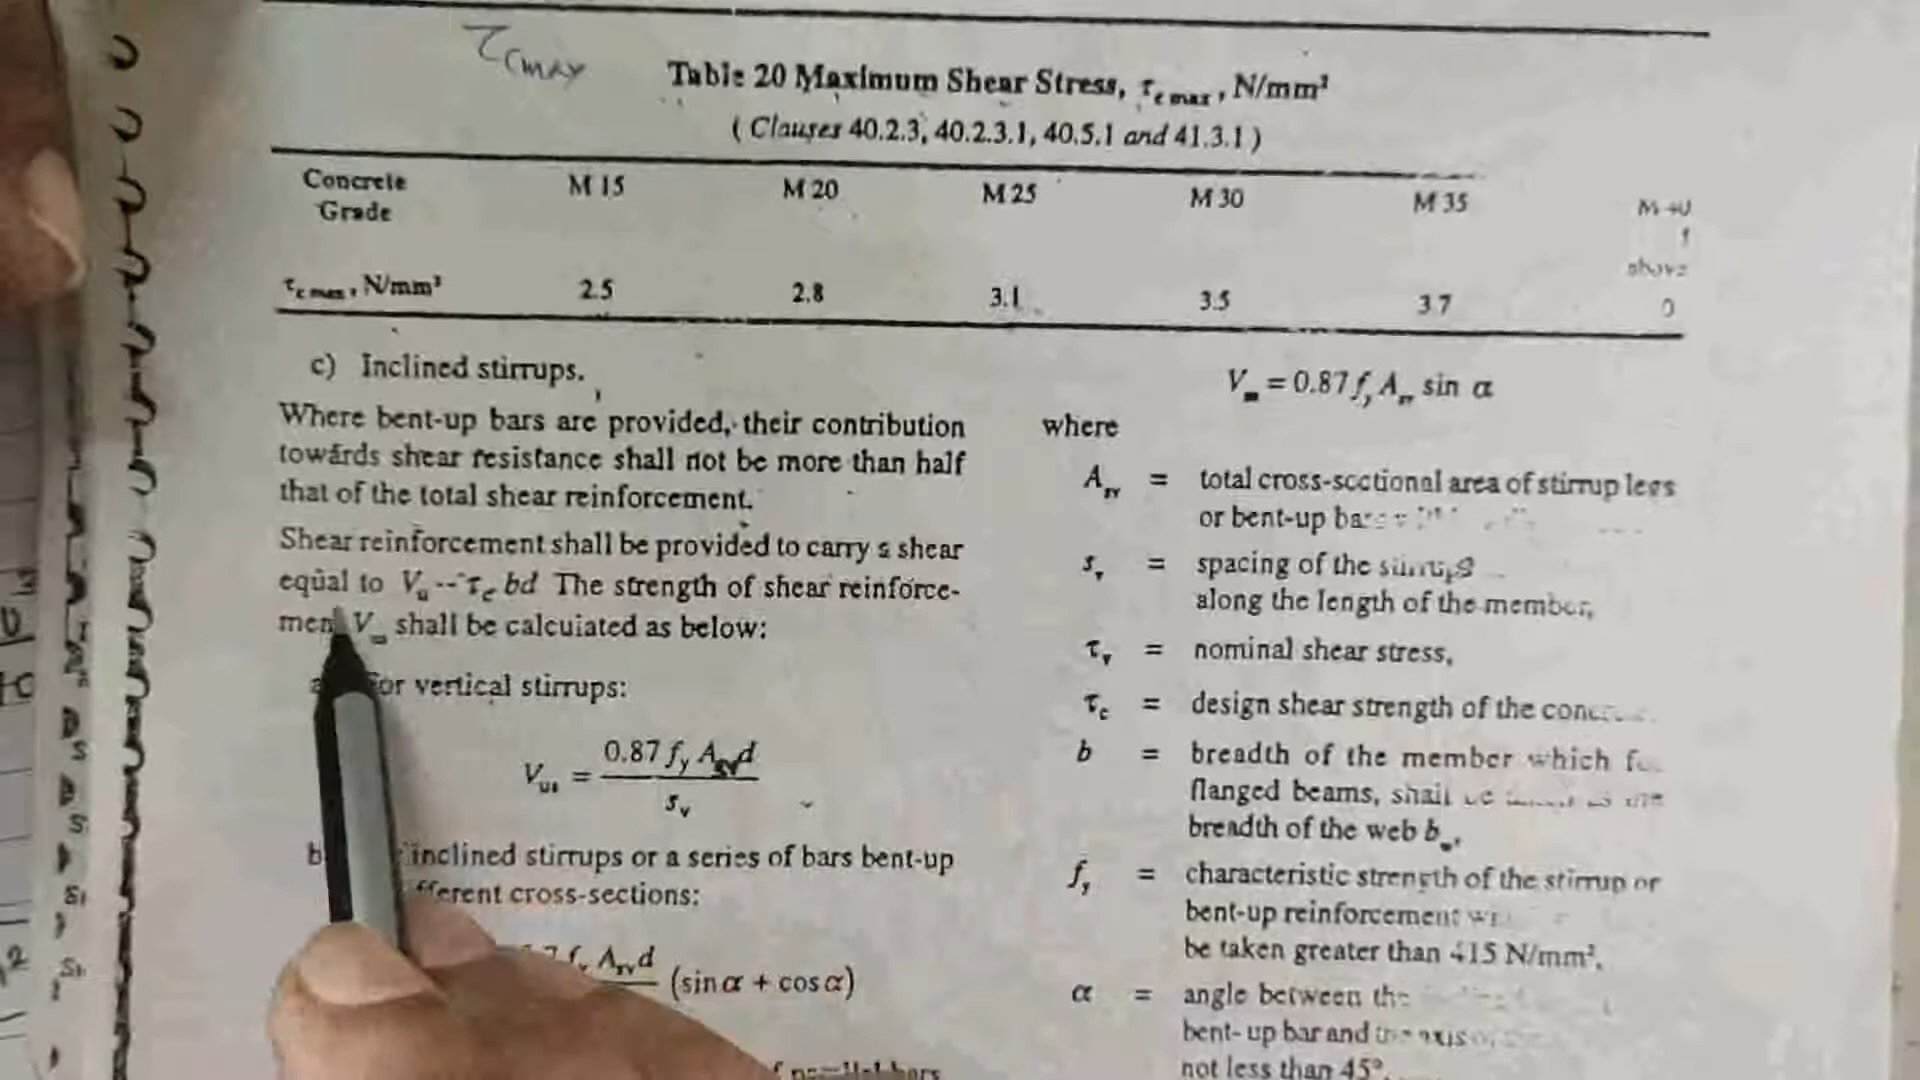 τcmax
Table 20 Maximum Shear Stress, τc max, N/mm²
( Clauses 40.2.3, 40.2.3.1, 40.5.1 and 41.3.1 )
Concrete Grade M 15 M 20 M 25 M 30 M 35 M 40
above
τc max, N/mm² 2.5 2.8 3.1 3.5 3.7 0
c) Inclined stirrups.
Where bent-up bars are provided, their contribution
towards shear resistance shall not be more than half
that of the total shear reinforcement.
Shear reinforcement shall be provided to carry a shear
equal to Vu - τc bd The strength of shear reinforce-
men V shall be calculated as below:
for vertical stirrups:
Vus = 0.87 fy Asv d / sv
b inclined stirrups or a series of bars bent-up
fferent cross-sections:
Asv d (sin α + cos α)
bars
V = 0.87 fy Asv sin α
where
Asv = total cross-sectional area of stirrup legs
or bent-up
sv = spacing of the
along the length of the member,
τv = nominal shear stress,
τc = design shear strength of the
b = breadth of the member which
flanged beams, shall
breadth of the web bw,
fy = characteristic strength of the stirrup or
bent-up reinforcement
be taken greater than 415 N/mm².
α = angle between the
bent-up bar and
not less than 45°.